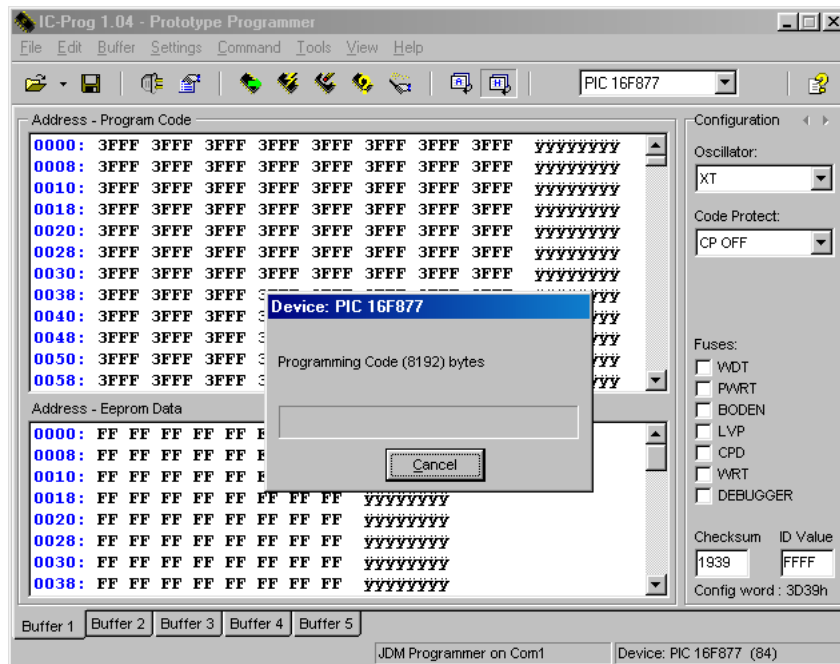 IC-Prog 1.04 - Prototype Programmer
File Edit Buffer Settings Command Tools View Help
PIC 16F877
Address - Program Code
0000: 3FFF 3FFF 3FFF 3FFF 3FFF 3FFF 3FFF 3FFF ÿÿÿÿÿÿÿÿ
0008: 3FFF 3FFF 3FFF 3FFF 3FFF 3FFF 3FFF 3FFF ÿÿÿÿÿÿÿÿ
0010: 3FFF 3FFF 3FFF 3FFF 3FFF 3FFF 3FFF 3FFF ÿÿÿÿÿÿÿÿ
0018: 3FFF 3FFF 3FFF 3FFF 3FFF 3FFF 3FFF 3FFF ÿÿÿÿÿÿÿÿ
0020: 3FFF 3FFF 3FFF 3FFF 3FFF 3FFF 3FFF 3FFF ÿÿÿÿÿÿÿÿ
0028: 3FFF 3FFF 3FFF 3FFF 3FFF 3FFF 3FFF 3FFF ÿÿÿÿÿÿÿÿ
0030: 3FFF 3FFF 3FFF 3FFF 3FFF 3FFF 3FFF 3FFF ÿÿÿÿÿÿÿÿ
0038: 3FFF 3FFF 3FFF
0040: 3FFF 3FFF 3FFF
0048: 3FFF 3FFF 3FFF
0050: 3FFF 3FFF 3FFF
0058: 3FFF 3FFF 3FFF
Device: PIC 16F877
Programming Code (8192) bytes
Cancel
Address - Eeprom Data
0000: FF FF FF FF FF
0008: FF FF FF FF FF
0010: FF FF FF FF FF
0018: FF FF FF FF FF FF FF FF ÿÿÿÿÿÿÿÿ
0020: FF FF FF FF FF FF FF FF ÿÿÿÿÿÿÿÿ
0028: FF FF FF FF FF FF FF FF ÿÿÿÿÿÿÿÿ
0030: FF FF FF FF FF FF FF FF ÿÿÿÿÿÿÿÿ
0038: FF FF FF FF FF FF FF FF ÿÿÿÿÿÿÿÿ
Configuration
Oscillator:
XT
Code Protect:
CP OFF
Fuses:
WDT
PWRT
BODEN
LVP
CPD
WRT
DEBUGGER
Checksum ID Value
1939 FFFF
Config word : 3D39h
Buffer 1 Buffer 2 Buffer 3 Buffer 4 Buffer 5
JDM Programmer on Com1 Device: PIC 16F877 (84)